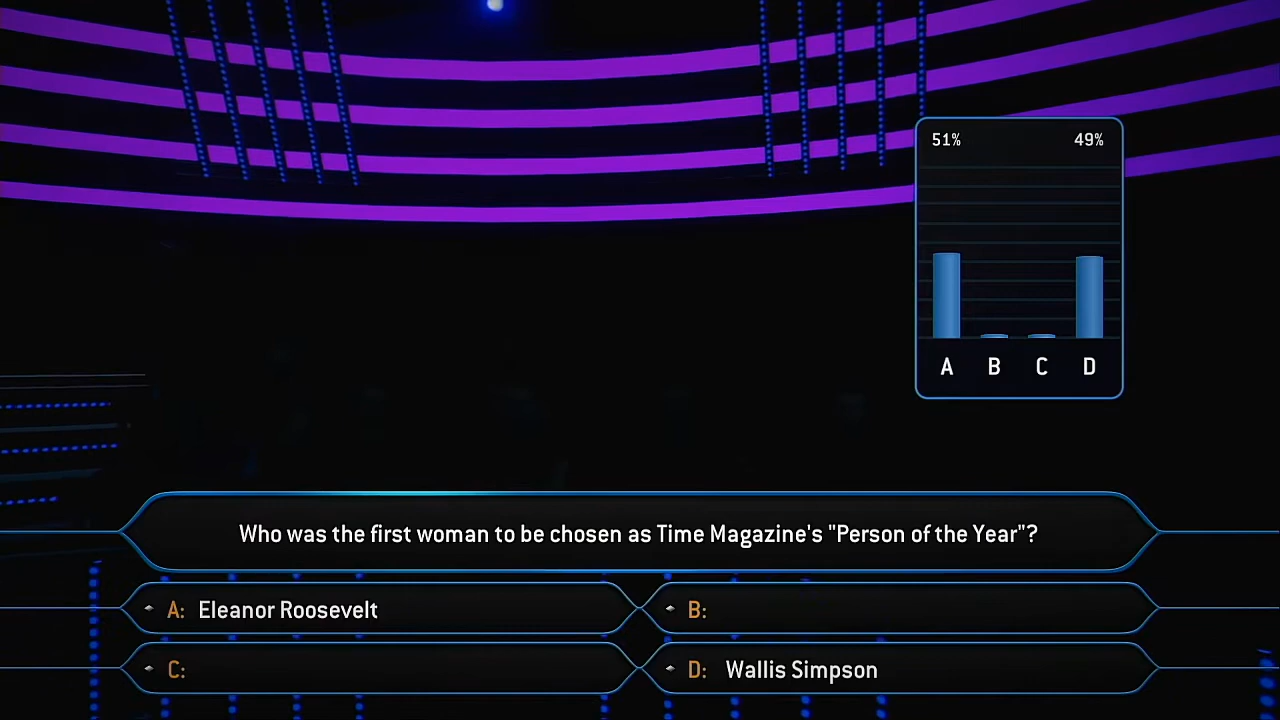 51% 49%
A B C D
Who was the first woman to be chosen as Time Magazine's "Person of the Year"?
A: Eleanor Roosevelt
B:
C:
D: Wallis Simpson